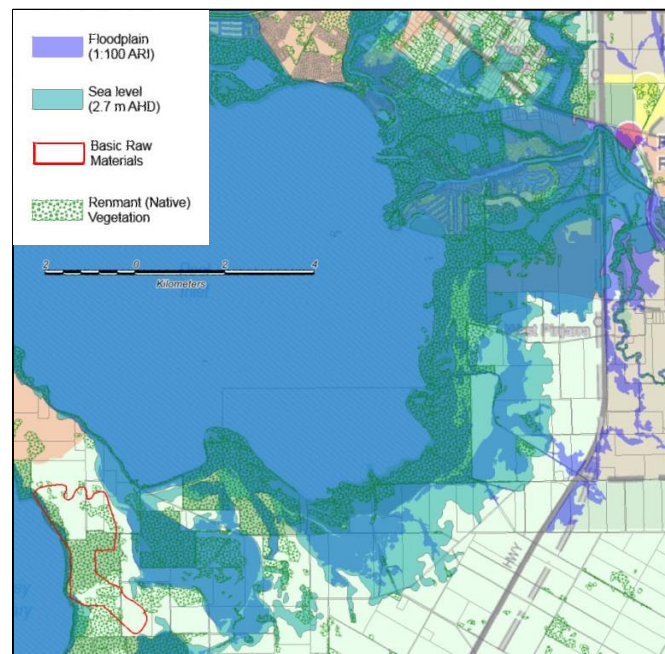 Floodplain
(1:100 ARI)
Sea level
(2.7 m AHD)
Basic Raw
Materials
Renmant (Native)
Vegetation
2 0 2 4
Kilometers
HWY